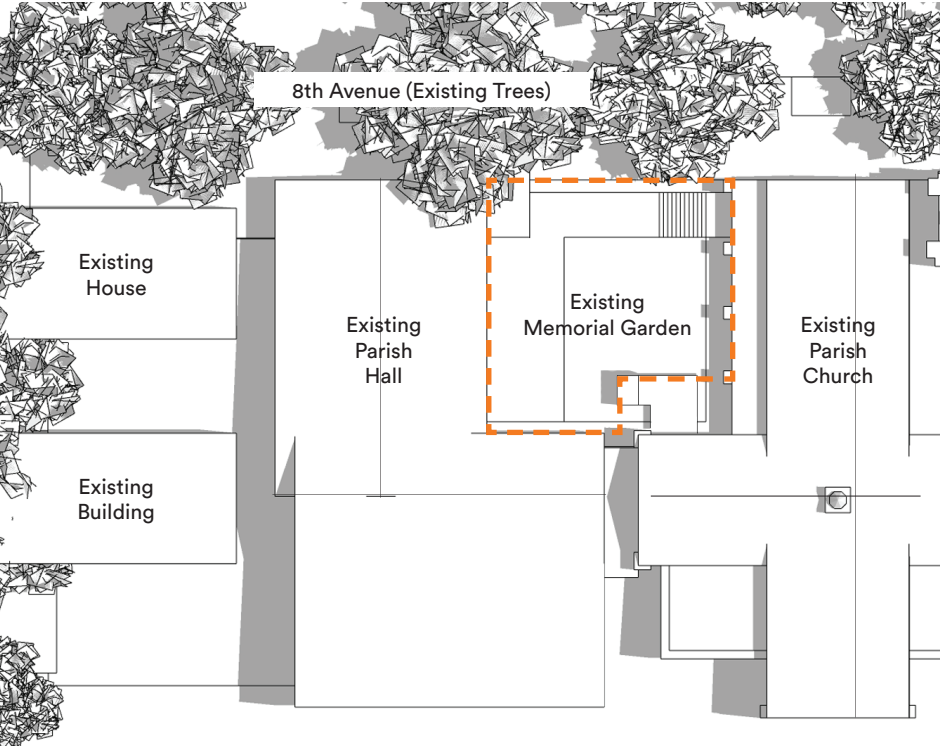 8th Avenue (Existing Trees)
Existing
House
Existing
Parish
Hall
Existing
Memorial Garden
Existing
Parish
Church
Existing
Building